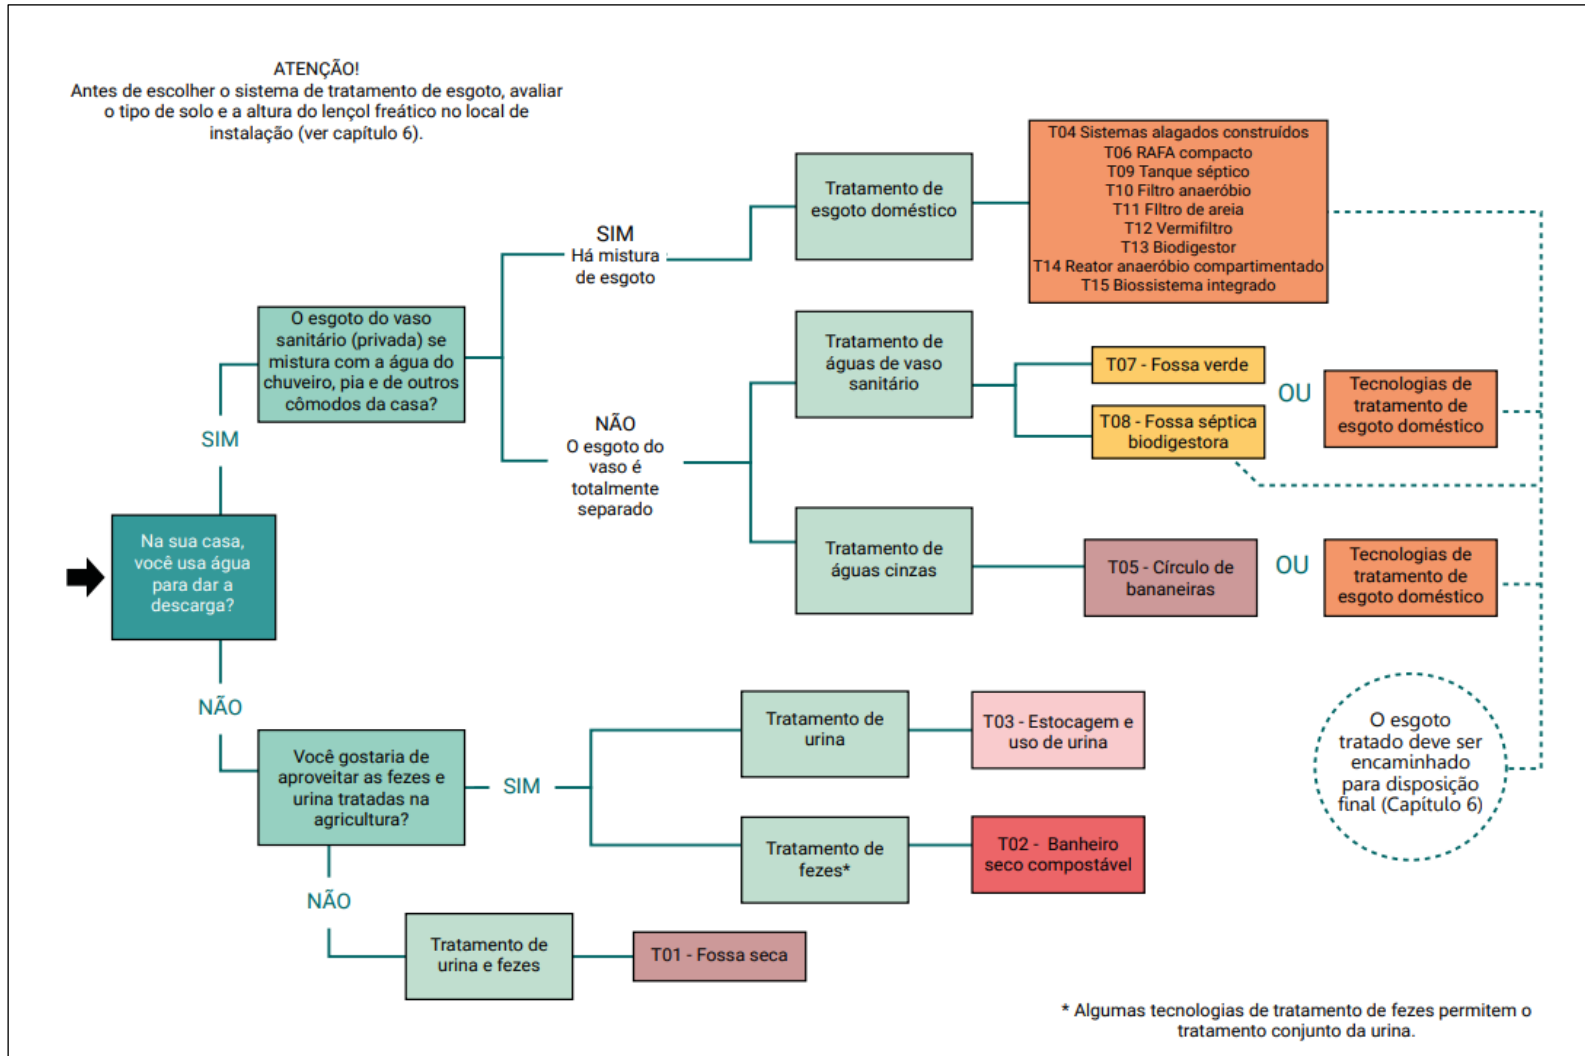 ATENÇÃO!
Antes de escolher o sistema de tratamento de esgoto, avaliar
o tipo de solo e a altura do lençol freático no local de
instalação (ver capítulo 6).
Na sua casa,
você usa água
para dar a
descarga?
SIM
O esgoto do vaso
sanitário (privada) se
mistura com a água do
chuveiro, pia e de outros
cômodos da casa?
SIM
Há mistura
de esgoto
Tratamento de
esgoto doméstico
T04 Sistemas alagados construídos
T06 RAFA compacto
T09 Tanque séptico
T10 Filtro anaeróbio
T11 FIltro de areia
T12 Vermifiltro
T13 Biodigestor
T14 Reator anaeróbio compartimentado
T15 Biossistema integrado
NÃO
O esgoto do
vaso é
totalmente
separado
Tratamento de
águas de vaso
sanitário
T07 - Fossa verde
T08 - Fossa séptica
biodigestora
OU
Tecnologias de
tratamento de
esgoto doméstico
Tratamento de
águas cinzas
T05 - Círculo de
bananeiras
OU
Tecnologias de
tratamento de
esgoto doméstico
NÃO
Você gostaria de
aproveitar as fezes e
urina tratadas na
agricultura?
SIM
Tratamento de
urina
T03 - Estocagem e
uso de urina
Tratamento de
fezes*
T02 - Banheiro
seco compostável
NÃO
Tratamento de
urina e fezes
T01 - Fossa seca
O esgoto
tratado deve ser
encaminhado
para disposição
final (Capítulo 6)
* Algumas tecnologias de tratamento de fezes permitem o
tratamento conjunto da urina.